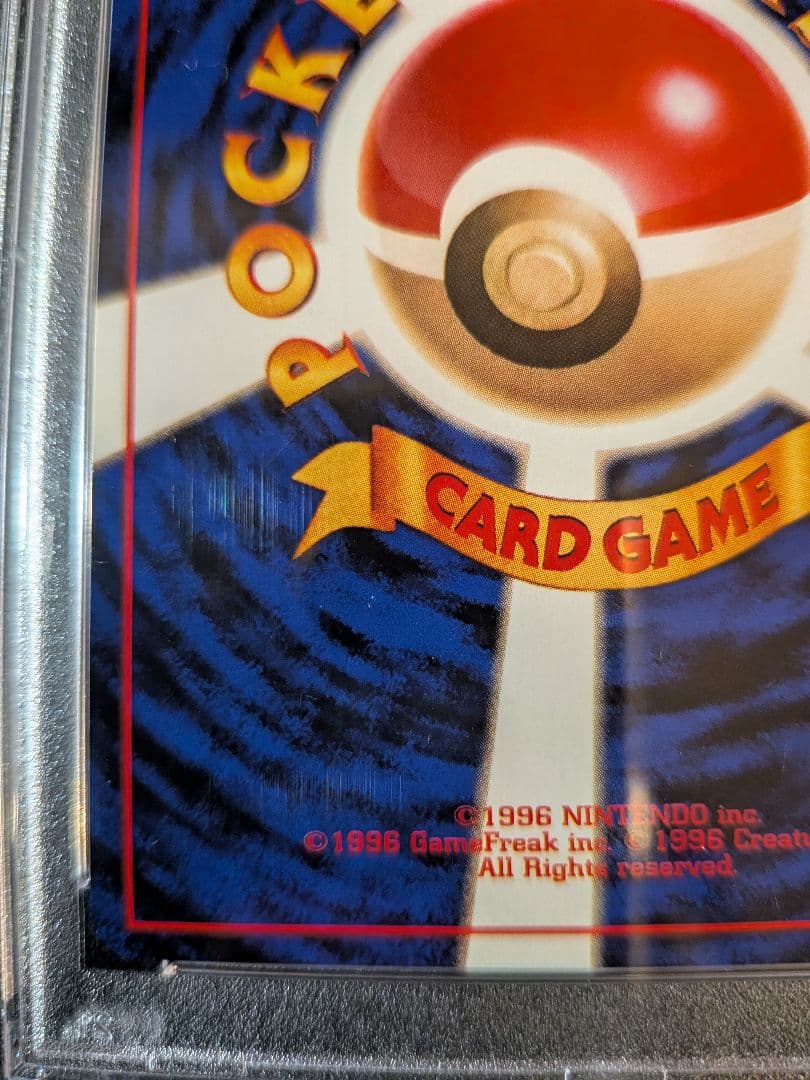 POCKE
CARD GAME
©1996 NINTENDO inc.
©1996 GameFreak inc. ©1996 Creatu
All Rights reserved.